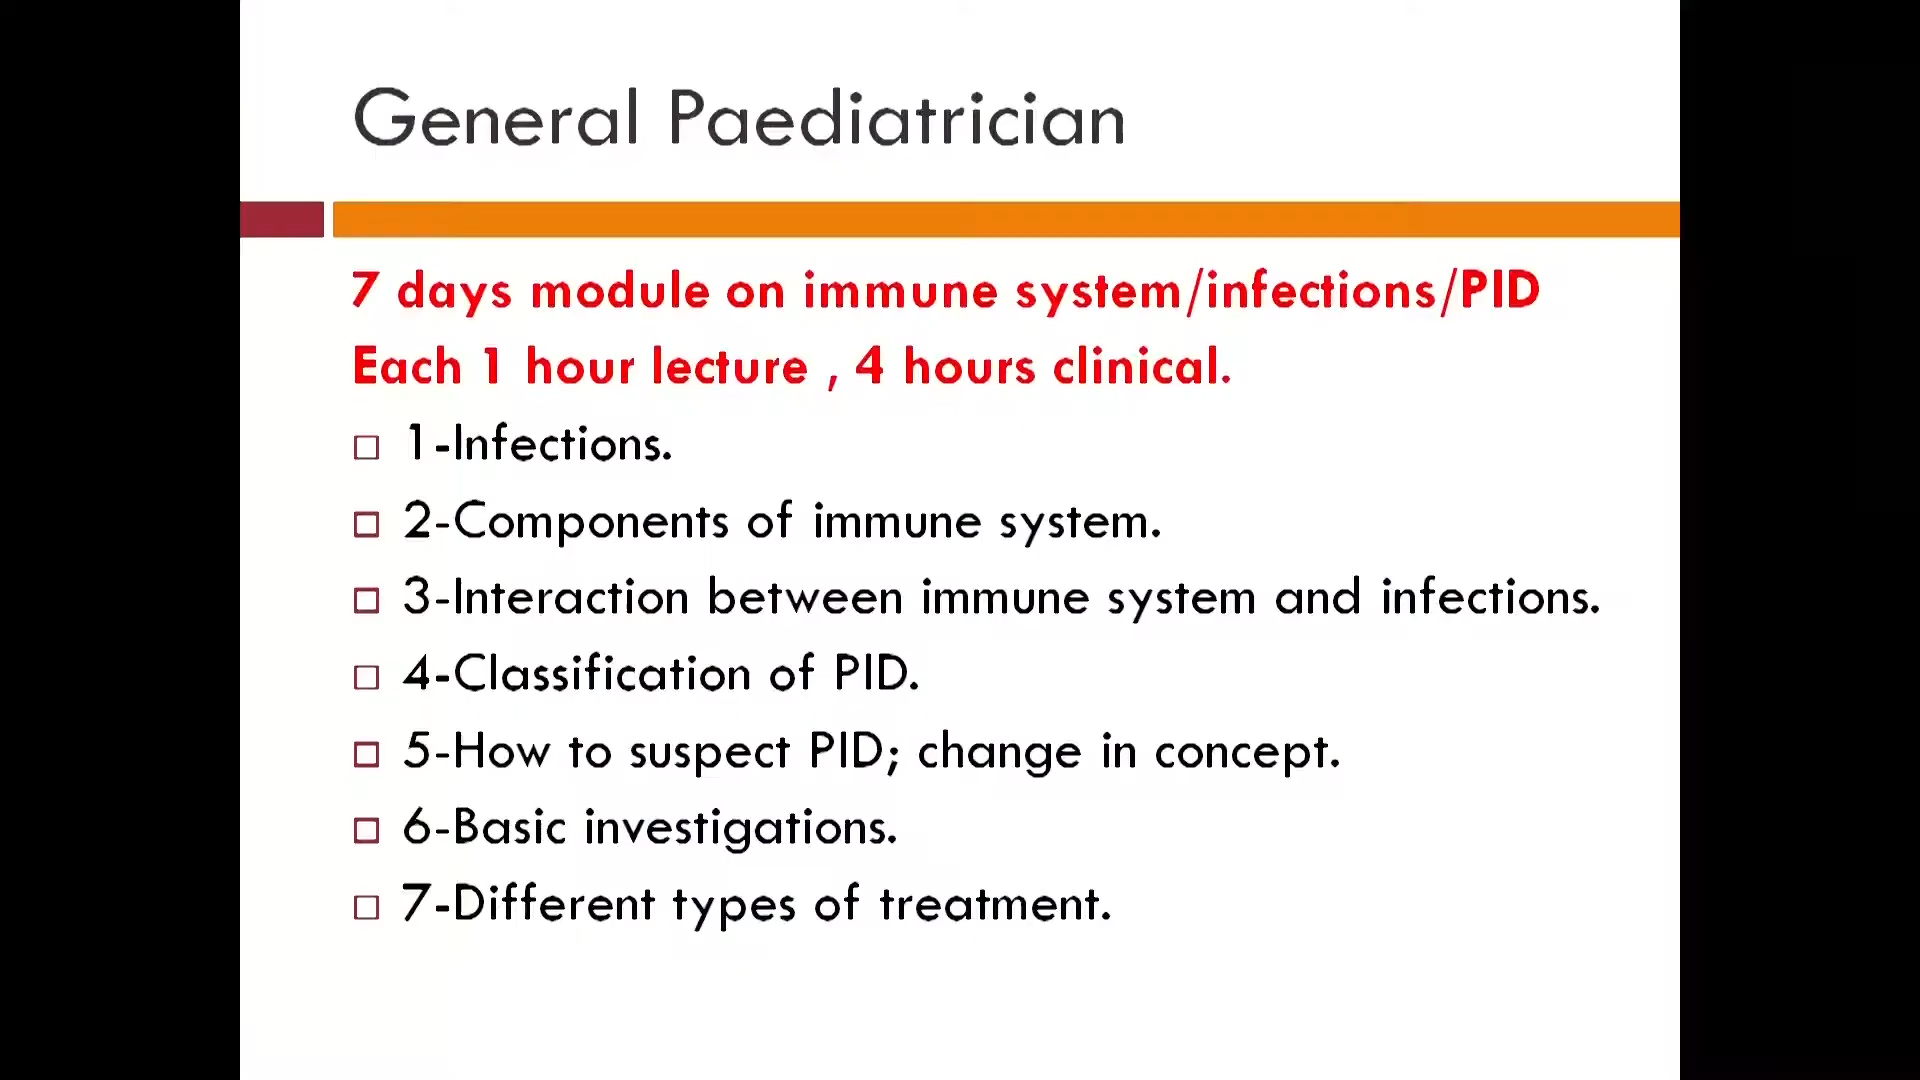 General Paediatrician
7 days module on immune system/infections/PID
Each 1 hour lecture , 4 hours clinical.
1-Infections.
2-Components of immune system.
3-Interaction between immune system and infections.
4-Classification of PID.
5-How to suspect PID; change in concept.
6-Basic investigations.
7-Different types of treatment.